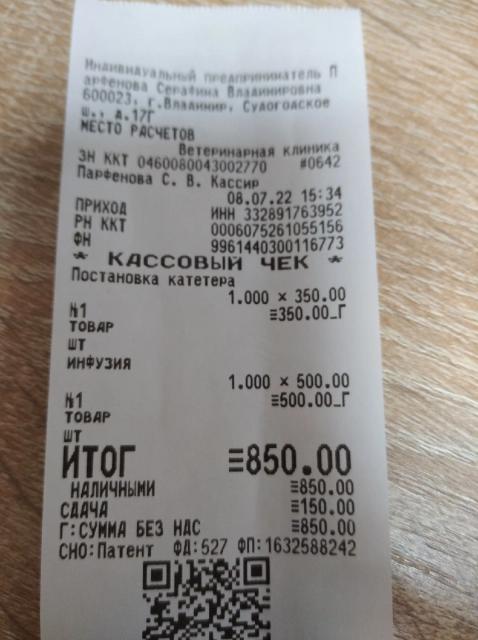 Индивидуальный предприниматель П
арфенова Серафина Владимировна
600023, г.Владимир, Судогодское
ш., д.17Г
МЕСТО РАСЧЕТОВ
Ветеринарная клиника
ЗН ККТ 0460080043002770 #0642
Парфенова С. В. Кассир
08.07.22 15:34
ПРИХОД ИНН 332891763952
РН ККТ 0006075261055156
ФН 9961440300116773
* КАССОВЫЙ ЧЕК *
Постановка катетера
1.000 × 350.00
№1 ≡350.00_Г
ТОВАР
ШТ
ИНФУЗИЯ
1.000 × 500.00
№1 ≡500.00_Г
ТОВАР
ШТ
ИТОГ ≡850.00
НАЛИЧНЫМИ ≡850.00
СДАЧА ≡150.00
Г:СУММА БЕЗ НДС ≡850.00
СНО:Патент ФД:527 ФП:1632588242